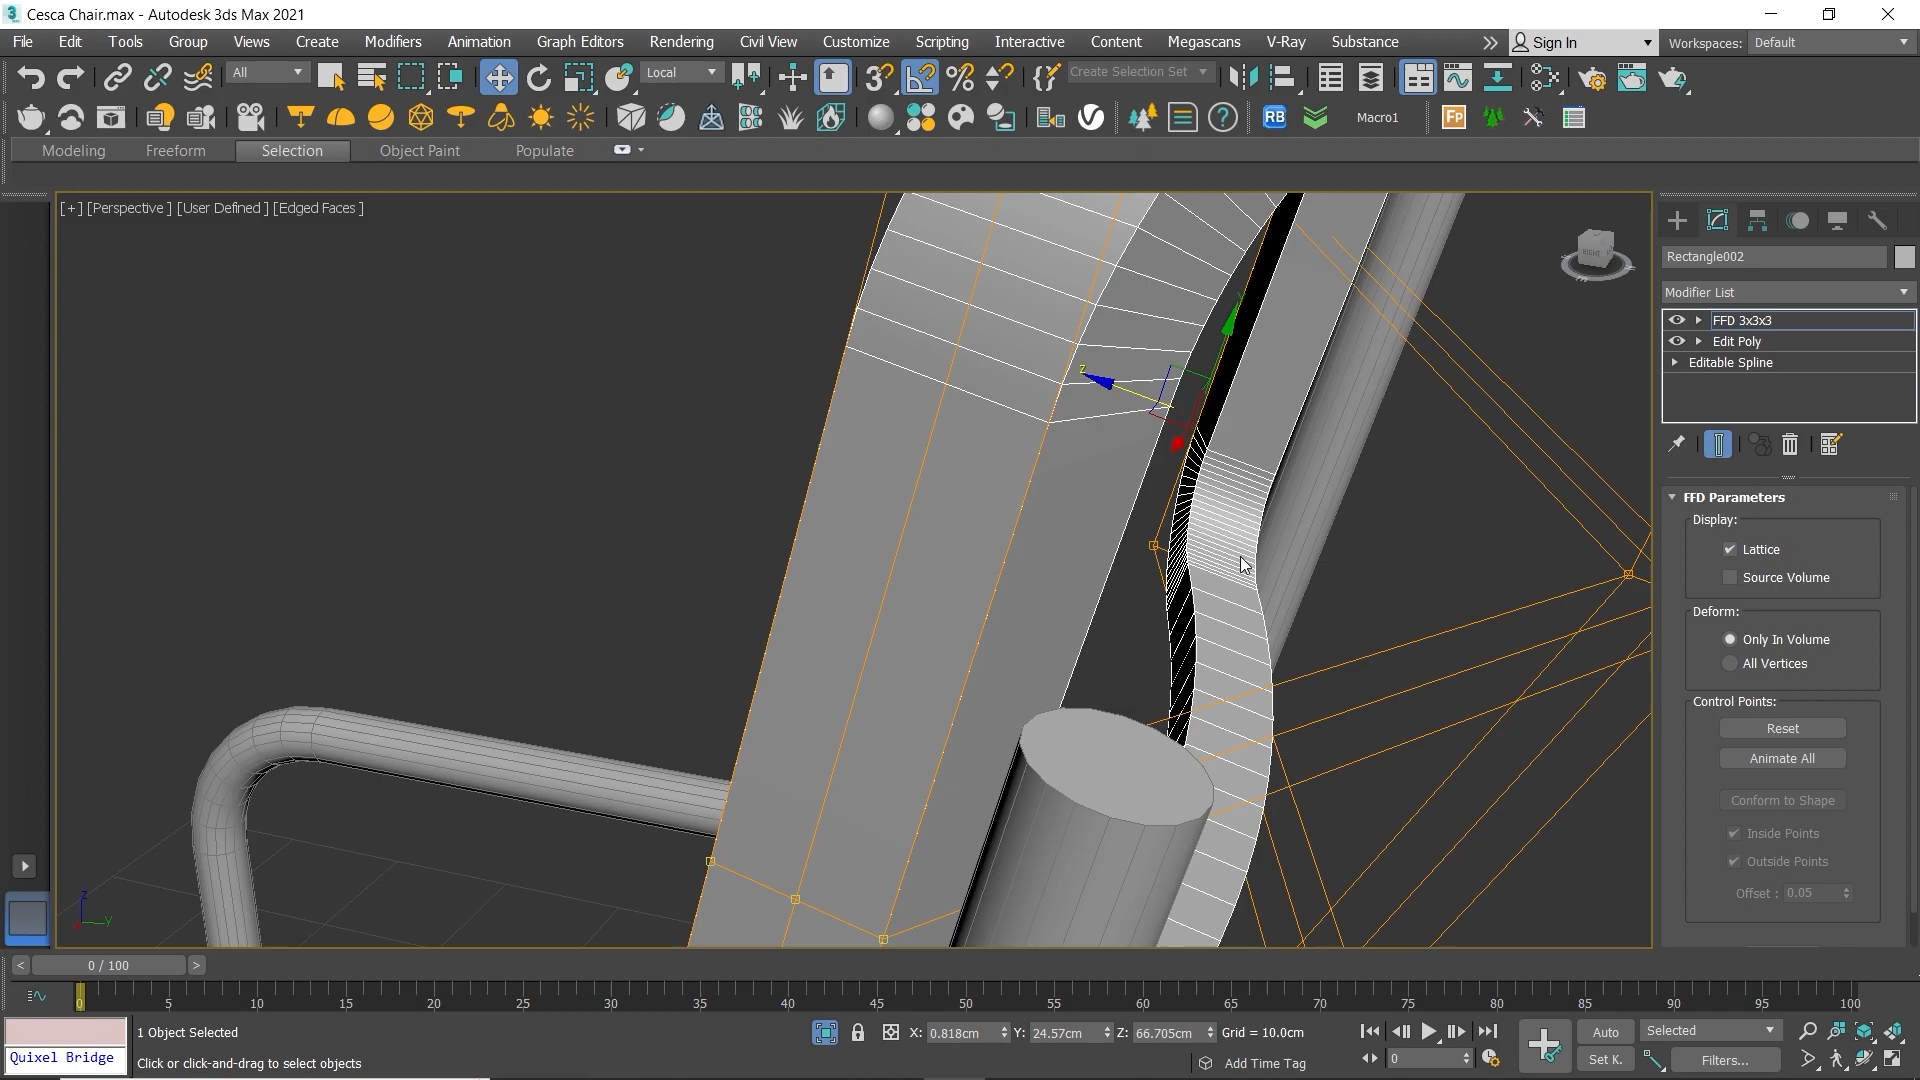 Cesca Chair.max - Autodesk 3ds Max 2021
File Edit Tools Group Views Create Modifiers Animation Graph Editors Rendering Civil View Customize Scripting Interactive Content Megascans V-Ray Substance
Sign In
Workspaces: Default
All
Local
Create Selection Set
RB Macro1 FP
Modeling Freeform Selection Object Paint Populate
[+] [Perspective ] [User Defined ] [Edged Faces ]
RIGHT
Rectangle002
Modifier List
FFD 3x3x3
Edit Poly
Editable Spline
FFD Parameters
Display:
Lattice
Source Volume
Deform:
Only In Volume
All Vertices
Control Points:
Reset
Animate All
Conform to Shape
Inside Points
Outside Points
Offset : 0.05
z
y
z
y
x
< 0 / 100 >
0 5 10 15 20 25 30 35 40 45 50 55 60 65 70 75 80 85 90 95 100
1 Object Selected
X: 0.818cm Y: 24.57cm Z: 66.705cm Grid = 10.0cm
Auto
Selected
Quixel Bridge
Click or click-and-drag to select objects
Add Time Tag
0
Set K.
Filters...